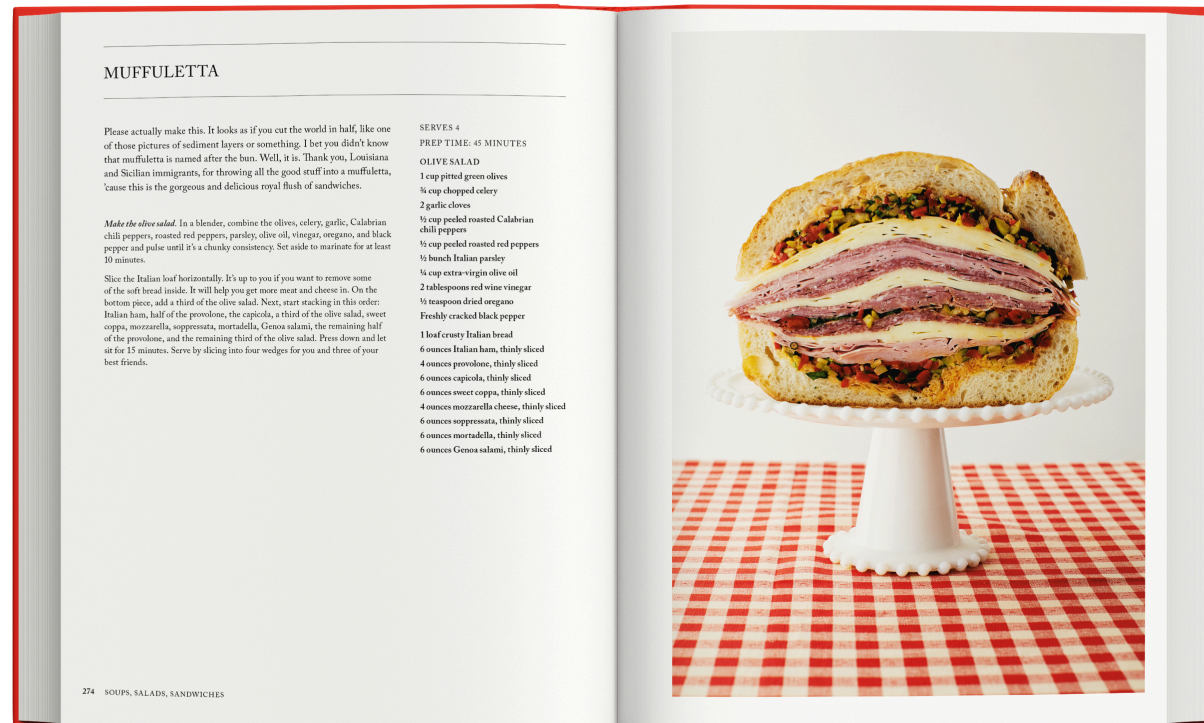 MUFFULETTA
Please actually make this. It looks as if you cut the world in half, like one
of those pictures of sediment layers or something. I bet you didn't know
that muffuletta is named after the bun. Well, it is. Thank you, Louisiana
and Sicilian immigrants, for throwing all the good stuff into a muffuletta,
'cause this is the gorgeous and delicious royal flush of sandwiches.
Make the olive salad. In a blender, combine the olives, celery, garlic, Calabrian
chili peppers, roasted red peppers, parsley, olive oil, vinegar, oregano, and black
pepper and pulse until it's a chunky consistency. Set aside to marinate for at least
10 minutes.
Slice the Italian loaf horizontally. It's up to you if you want to remove some
of the soft bread inside. It will help you get more meat and cheese in. On the
bottom piece, add a third of the olive salad. Next, start stacking in this order:
Italian ham, half of the provolone, the capicola, a third of the olive salad, sweet
coppa, mozzarella, soppressata, mortadella, Genoa salami, the remaining half
of the provolone, and the remaining third of the olive salad. Press down and let
sit for 15 minutes. Serve by slicing into four wedges for you and three of your
best friends.
SERVES 4
PREP TIME: 45 MINUTES
OLIVE SALAD
1 cup pitted green olives
¾ cup chopped celery
2 garlic cloves
½ cup peeled roasted Calabrian
chili peppers
½ cup peeled roasted red peppers
½ bunch Italian parsley
¼ cup extra-virgin olive oil
2 tablespoons red wine vinegar
½ teaspoon dried oregano
Freshly cracked black pepper
1 loaf crusty Italian bread
6 ounces Italian ham, thinly sliced
4 ounces provolone, thinly sliced
6 ounces capicola, thinly sliced
6 ounces sweet coppa, thinly sliced
4 ounces mozzarella cheese, thinly sliced
6 ounces soppressata, thinly sliced
6 ounces mortadella, thinly sliced
6 ounces Genoa salami, thinly sliced
274 SOUPS, SALADS, SANDWICHES